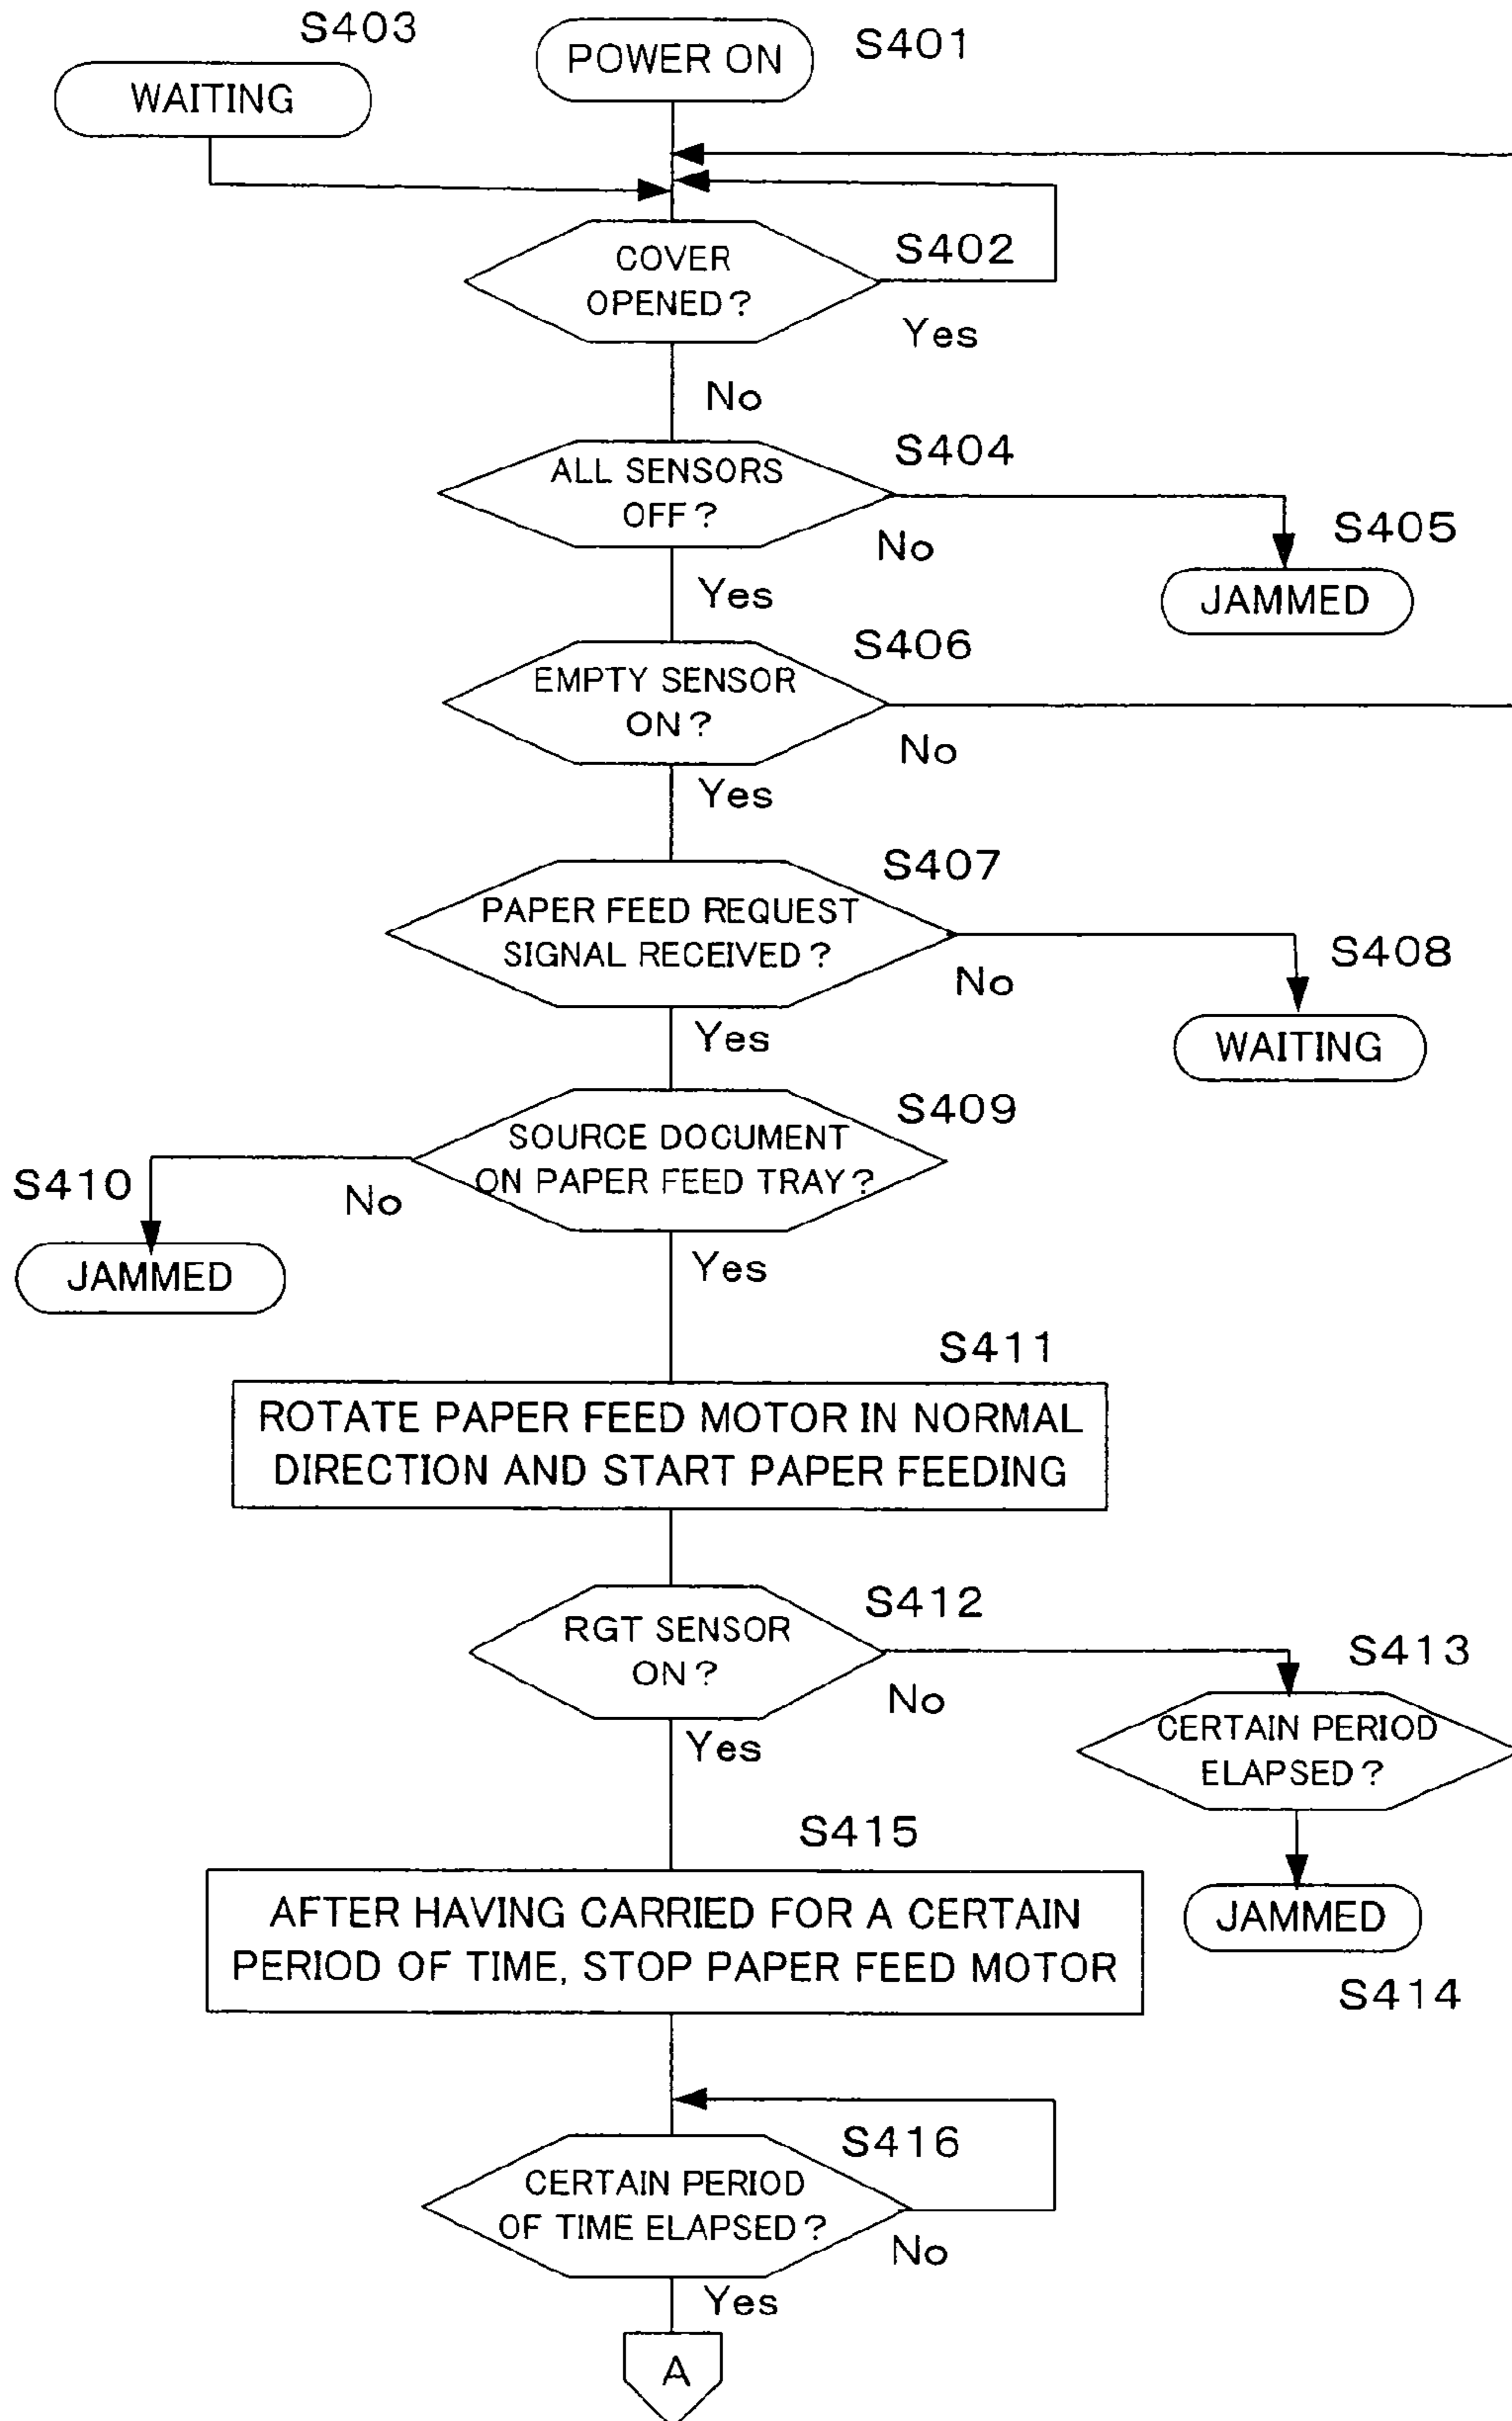 S403
POWER ON
S401
WAITING
COVER
OPENED?
S402
Yes
No
ALL SENSORS
OFF?
S404
No
S405
JAMMED
Yes
EMPTY SENSOR
ON?
S406
No
Yes
PAPER FEED REQUEST
SIGNAL RECEIVED?
S407
No
S408
WAITING
Yes
SOURCE DOCUMENT
ON PAPER FEED TRAY?
S409
S410
No
JAMMED
Yes
S411
ROTATE PAPER FEED MOTOR IN NORMAL
DIRECTION AND START PAPER FEEDING
RGT SENSOR
ON?
S412
No
S413
CERTAIN PERIOD
ELAPSED?
Yes
S415
AFTER HAVING CARRIED FOR A CERTAIN
PERIOD OF TIME, STOP PAPER FEED MOTOR
JAMMED
S414
S416
CERTAIN PERIOD
OF TIME ELAPSED?
No
Yes
A